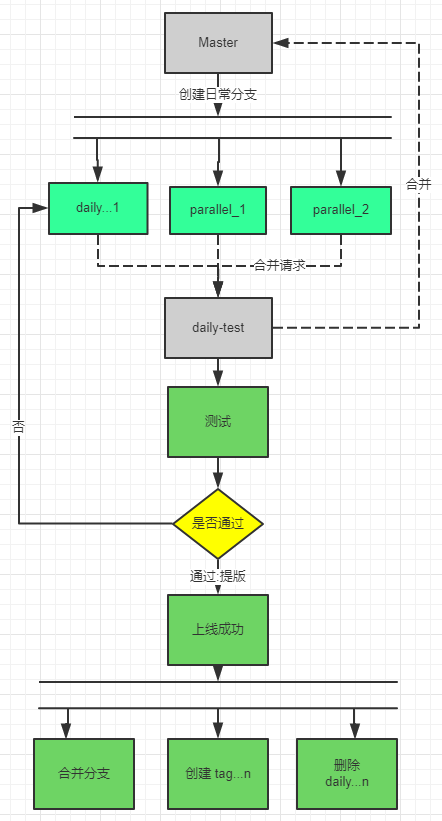 Master
创建日常分支
合并
daily...1
parallel_1
parallel_2
合并请求
daily-test
测试
否
是否通过
通过:提版
上线成功
合并分支
创建 tag...n
删除
daily...n